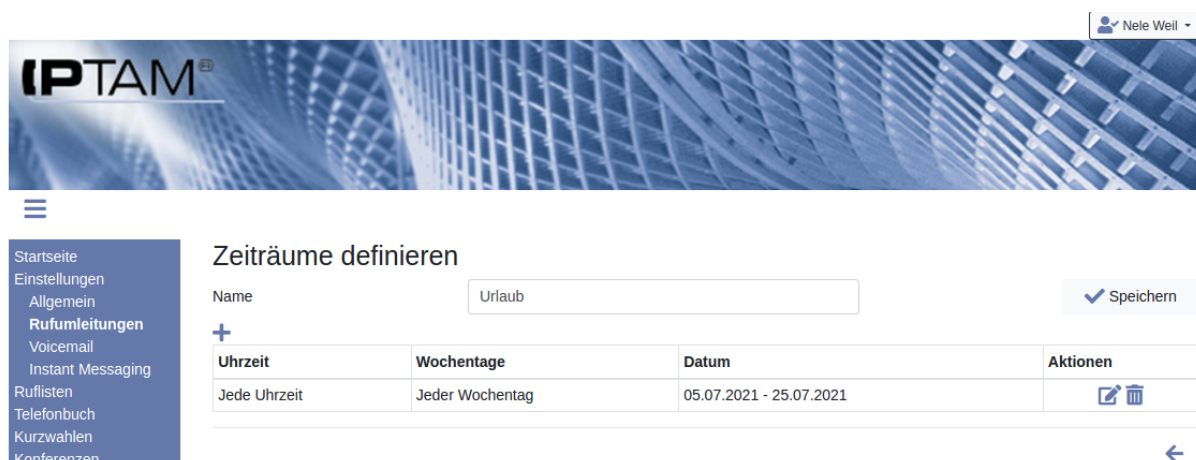 Nele Weil
IPTAM®
Zeiträume definieren
Startseite
Einstellungen
Allgemein
Rufumleitungen
Voicemail
Instant Messaging
Ruflisten
Telefonbuch
Kurzwahlen
Konferenzen
Name Urlaub Speichern
Uhrzeit Wochentage Datum Aktionen
Jede Uhrzeit Jeder Wochentag 05.07.2021 - 25.07.2021